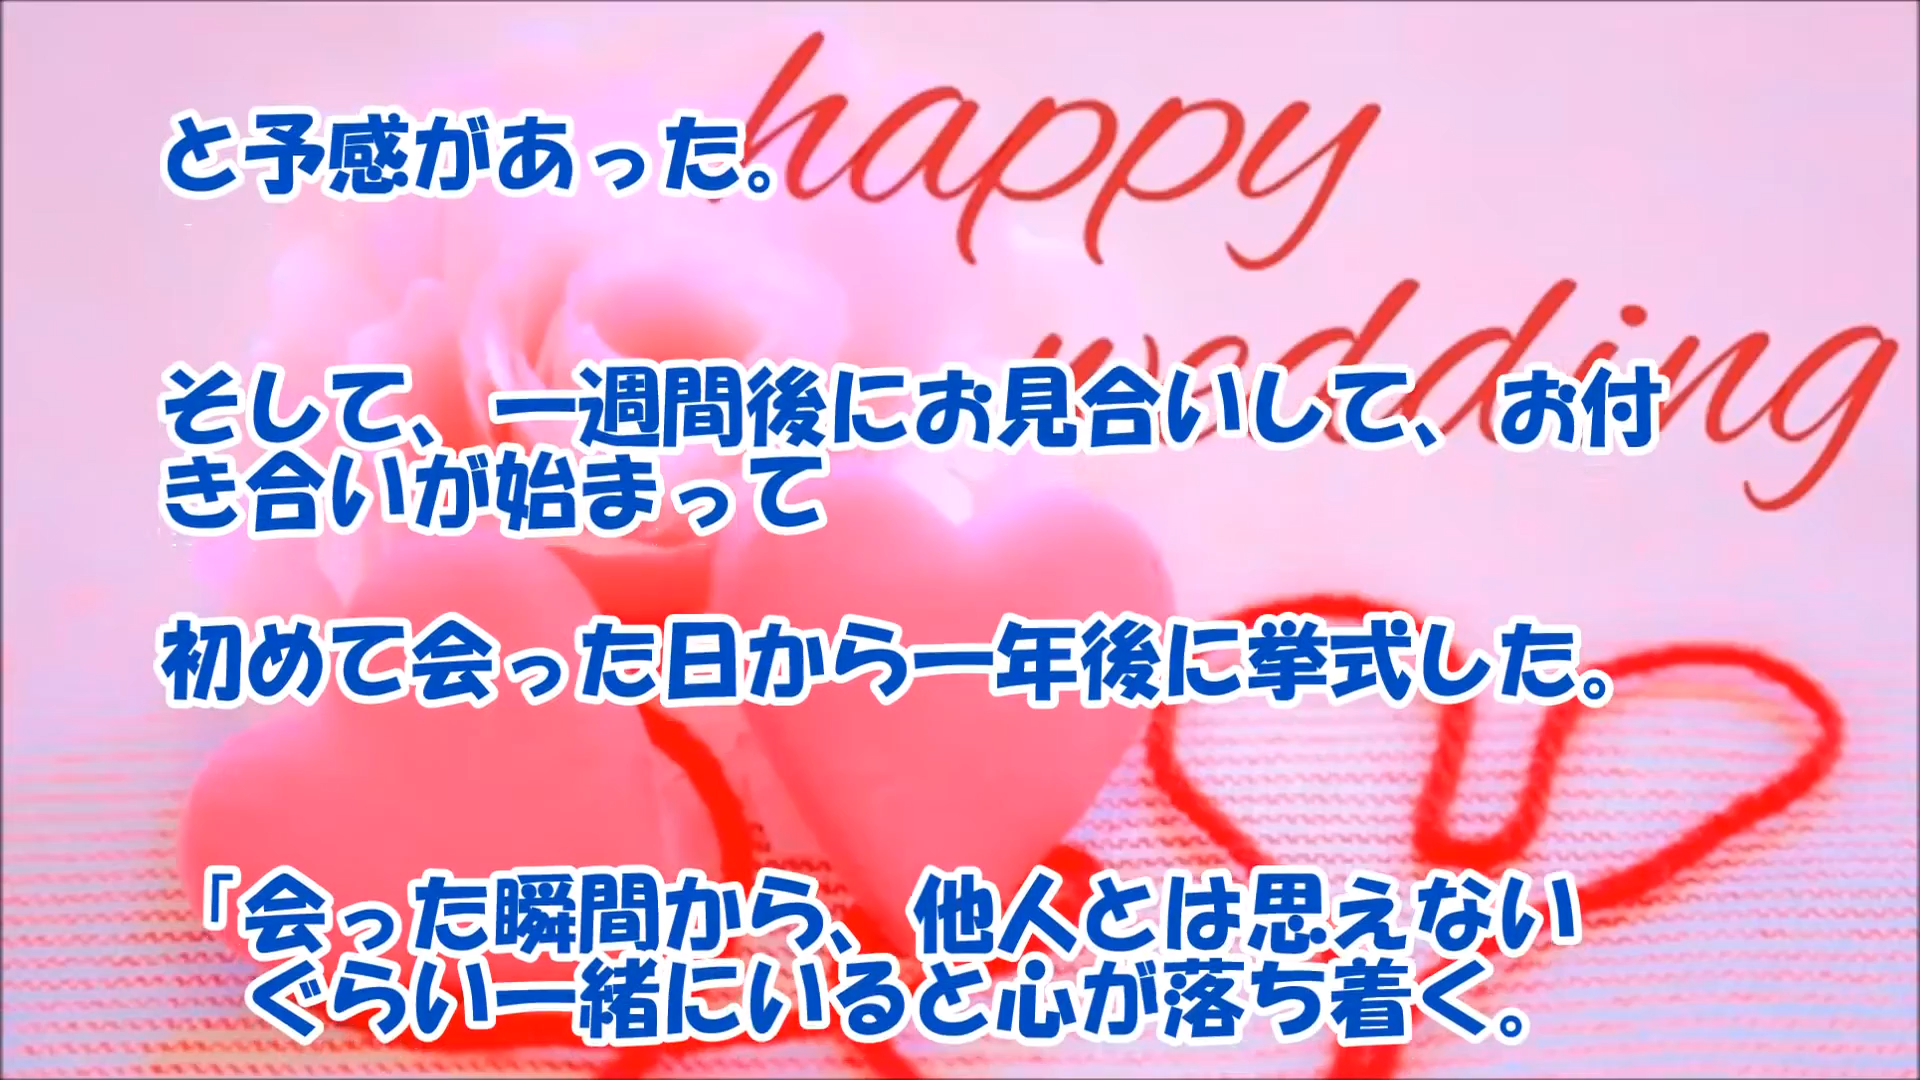 happy
wedding
と予感があった。
そして、一週間後にお見合いして、お付
き合いが始まって
初めて会った日から一年後に挙式した。
「会った瞬間から、他人とは思えない
ぐらい一緒にいると心が落ち着く。